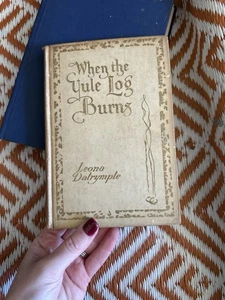 When the
Yule Log
Burns
Leona
Dalrymple